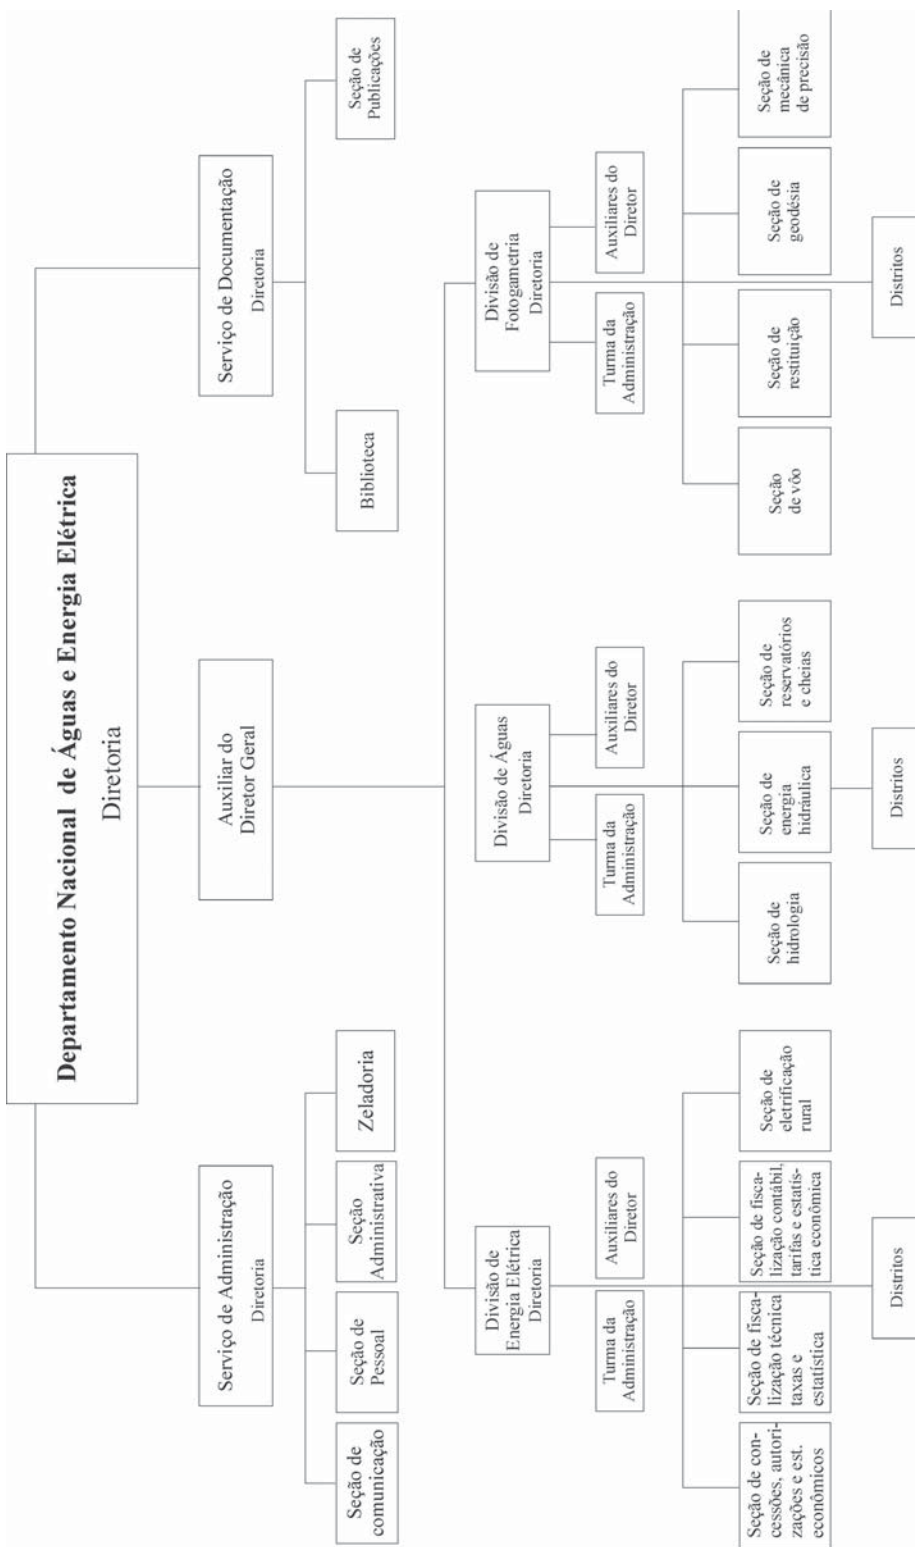 Departamento Nacional de Águas e Energia Elétrica
Diretoria
Serviço de Administração
Diretoria
Auxiliar do
Diretor Geral
Serviço de Documentação
Diretoria
Seção de
comunicação
Seção de
Pessoal
Seção
Administrativa
Zeladoria
Biblioteca
Seção de
Publicações
Divisão de
Energia Elétrica
Diretoria
Divisão de Águas
Diretoria
Divisão de
Fotogametria
Diretoria
Turma da
Administração
Auxiliares do
Diretor
Turma da
Administração
Auxiliares do
Diretor
Turma da
Administração
Auxiliares do
Diretor
Seção de con-
cessões, autori-
zações e est.
econômicos
Seção de fisca-
lização técnica
taxas e
estatística
Seção de fisca-
lização contábil,
tarifas e estatís-
tica econômica
Seção de
eletrificação
rural
Seção de
hidrologia
Seção de
energia
hidráulica
Seção de
reservatórios
e cheias
Seção
de vôo
Seção de
restituição
Seção de
geodésia
Seção de
mecânica
de precisão
Distritos
Distritos
Distritos